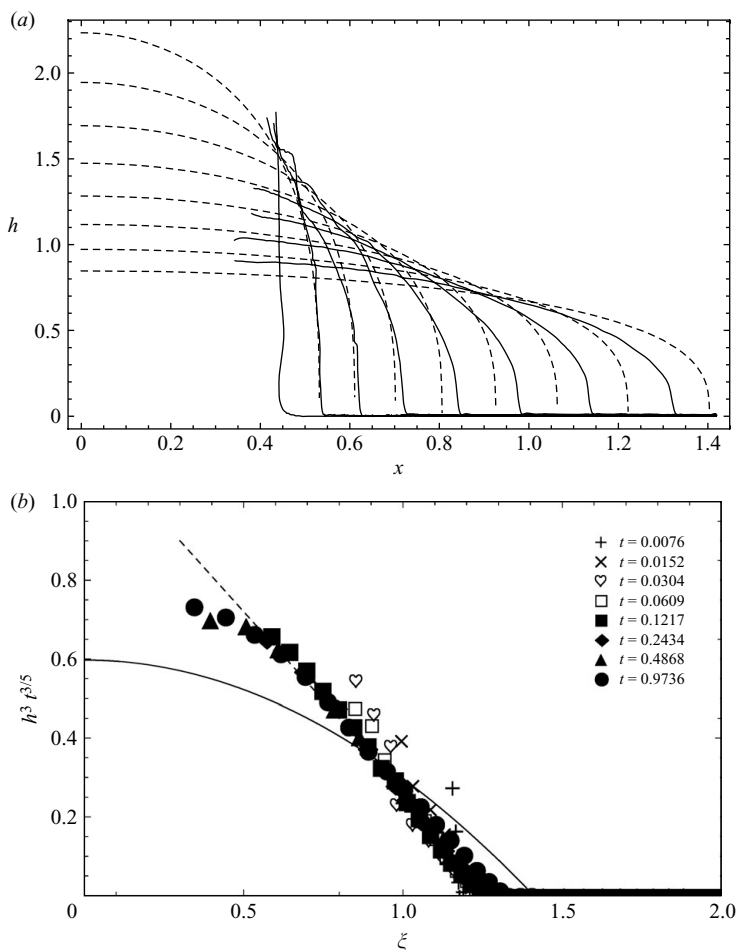 (a)
2.0
1.5
h
1.0
0.5
0
0 0.2 0.4 0.6 0.8 1.0 1.2 1.4
x
(b)
1.0
0.8
0.6
h³ t³/⁵
0.4
0.2
0 0.5 1.0 1.5 2.0
ξ
t = 0.0076
t = 0.0152
t = 0.0304
t = 0.0609
t = 0.1217
t = 0.2434
t = 0.4868
t = 0.9736